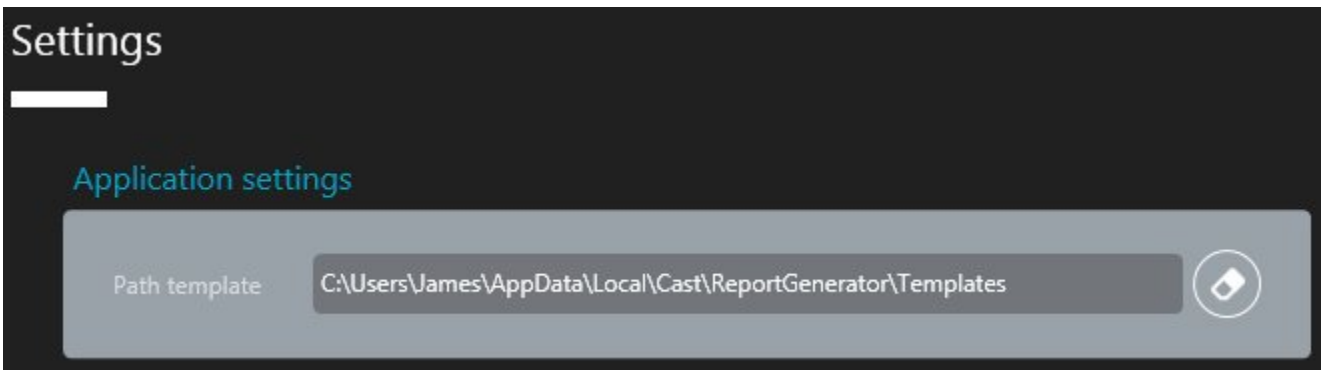 Settings
Application settings
Path template
C:\Users\James\AppData\Local\Cast\ReportGenerator\Templates